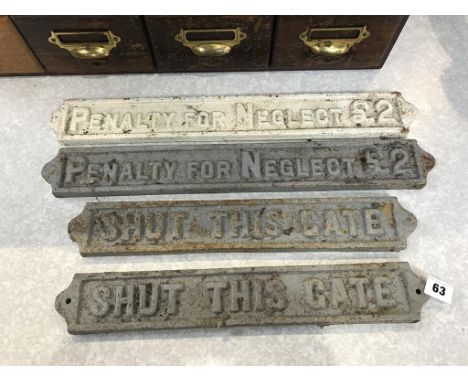 PENALTY FOR NEGLECT £2
PENALTY FOR NEGLECT £2
SHUT THIS GATE
SHUT THIS GATE
63